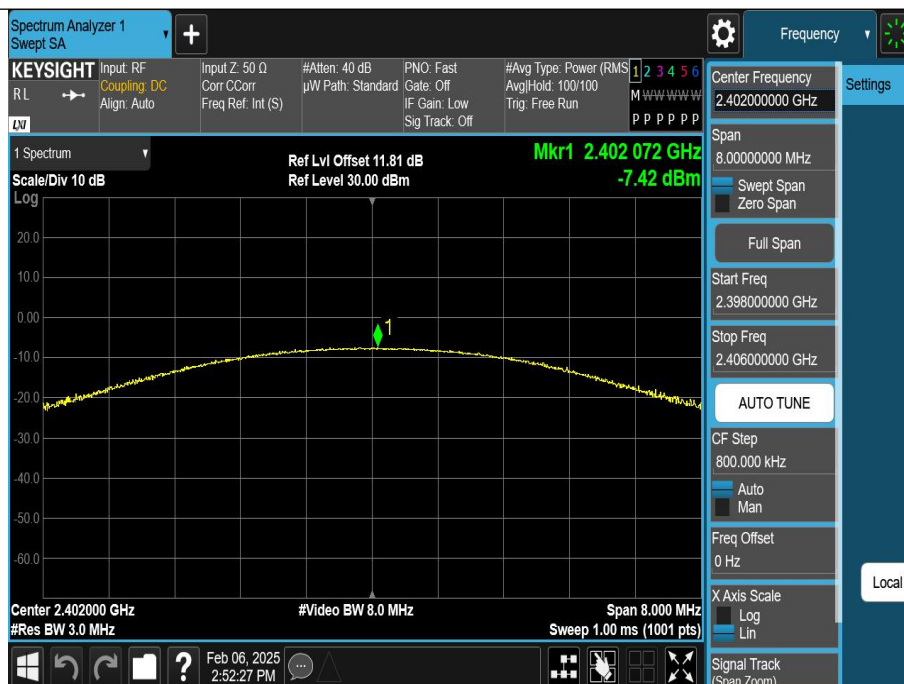 Spectrum Analyzer 1
Swept SA
+
Frequency
KEYSIGHT
RL
LXI
Input: RF
Coupling: DC
Align: Auto
Input Z: 50 Ω
Corr CCorr
Freq Ref: Int (S)
#Atten: 40 dB
µW Path: Standard
PNO: Fast
Gate: Off
IF Gain: Low
Sig Track: Off
#Avg Type: Power (RMS
Avg|Hold: 100/100
Trig: Free Run
1 2 3 4 5 6
M W W W W W
P P P P P P
1 Spectrum
Scale/Div 10 dB
Log
Ref Lvl Offset 11.81 dB
Ref Level 30.00 dBm
Mkr1 2.402 072 GHz
-7.42 dBm
20.0
10.0
0.00
1
-10.0
-20.0
-30.0
-40.0
-50.0
-60.0
Center 2.402000 GHz
#Video BW 8.0 MHz
Span 8.000 MHz
#Res BW 3.0 MHz
Sweep 1.00 ms (1001 pts)
Center Frequency
2.402000000 GHz
Span
8.00000000 MHz
Swept Span
Zero Span
Full Span
Start Freq
2.398000000 GHz
Stop Freq
2.406000000 GHz
AUTO TUNE
CF Step
800.000 kHz
Auto
Man
Freq Offset
0 Hz
X Axis Scale
Log
Lin
Signal Track
(Span Zoom)
Settings
Local
?
Feb 06, 2025
2:52:27 PM